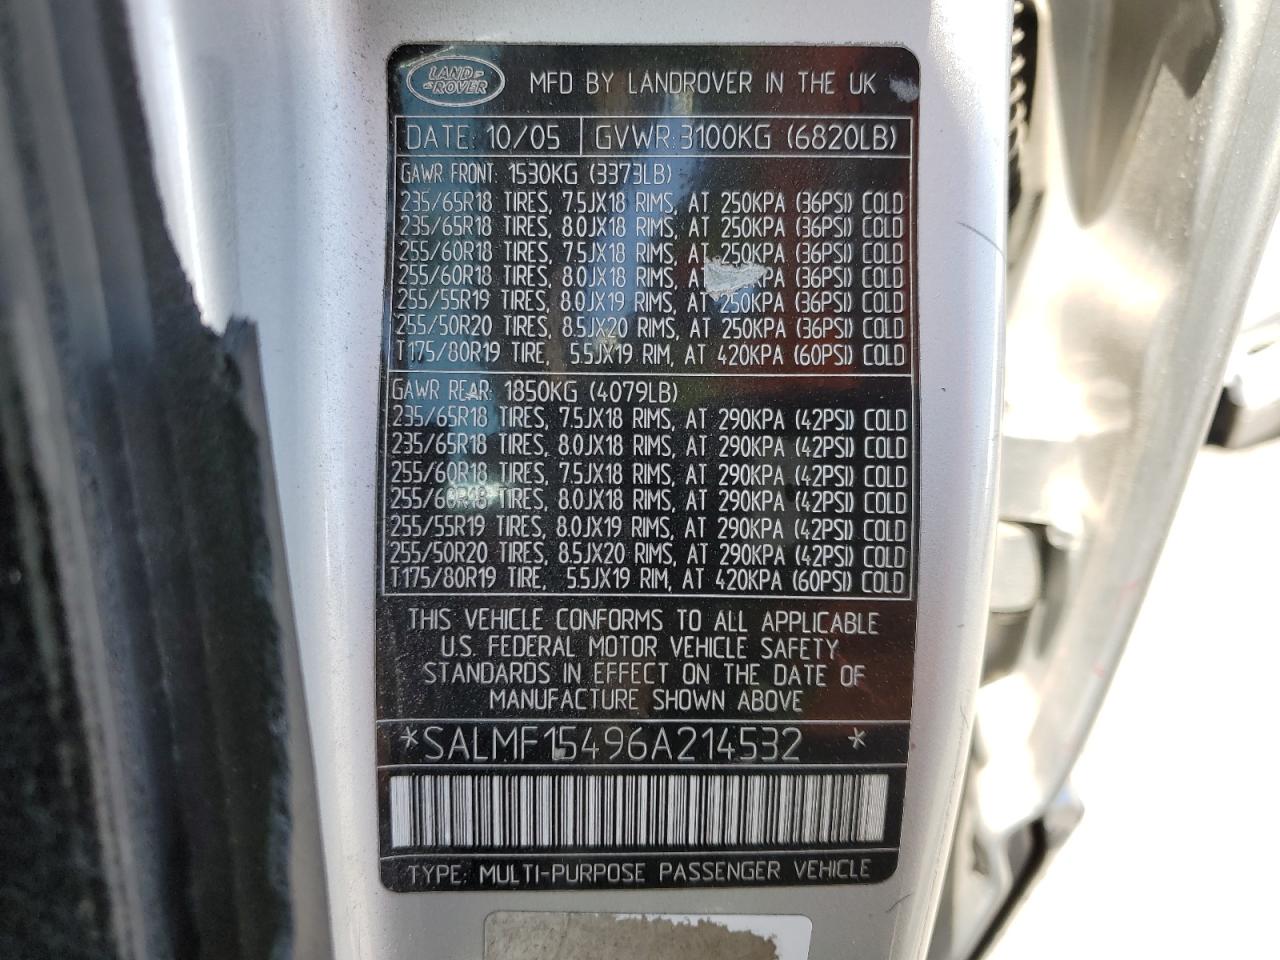 LAND
ROVER
MFD BY LANDROVER IN THE UK
DATE: 10/05 GVWR: 3100KG (6820LB)
GAWR FRONT: 1530KG (3373LB)
235/65R18 TIRES, 7.5JX18 RIMS, AT 250KPA (36PSI) COLD
235/65R18 TIRES, 8.0JX18 RIMS, AT 250KPA (36PSI) COLD
255/60R18 TIRES, 7.5JX18 RIMS, AT 250KPA (36PSI) COLD
255/60R18 TIRES, 8.0JX18 RIMS, (36PSI) COLD
255/55R19 TIRES, 8.0JX19 RIMS, AT 250KPA (36PSI) COLD
255/50R20 TIRES, 8.5JX20 RIMS, AT 250KPA (36PSI) COLD
T175/80R19 TIRE, 5.5JX19 RIM, AT 420KPA (60PSI) COLD
GAWR REAR: 1850KG (4079LB)
235/65R18 TIRES, 7.5JX18 RIMS, AT 290KPA (42PSI) COLD
235/65R18 TIRES, 8.0JX18 RIMS, AT 290KPA (42PSI) COLD
255/60R18 TIRES, 7.5JX18 RIMS, AT 290KPA (42PSI) COLD
255/60R18 TIRES, 8.0JX18 RIMS, AT 290KPA (42PSI) COLD
255/55R19 TIRES, 8.0JX19 RIMS, AT 290KPA (42PSI) COLD
255/50R20 TIRES, 8.5JX20 RIMS, AT 290KPA (42PSI) COLD
T175/80R19 TIRE, 5.5JX19 RIM, AT 420KPA (60PSI) COLD
THIS VEHICLE CONFORMS TO ALL APPLICABLE
U.S. FEDERAL MOTOR VEHICLE SAFETY
STANDARDS IN EFFECT ON THE DATE OF
MANUFACTURE SHOWN ABOVE
*SALMF15496A214532 *
TYPE: MULTI-PURPOSE PASSENGER VEHICLE